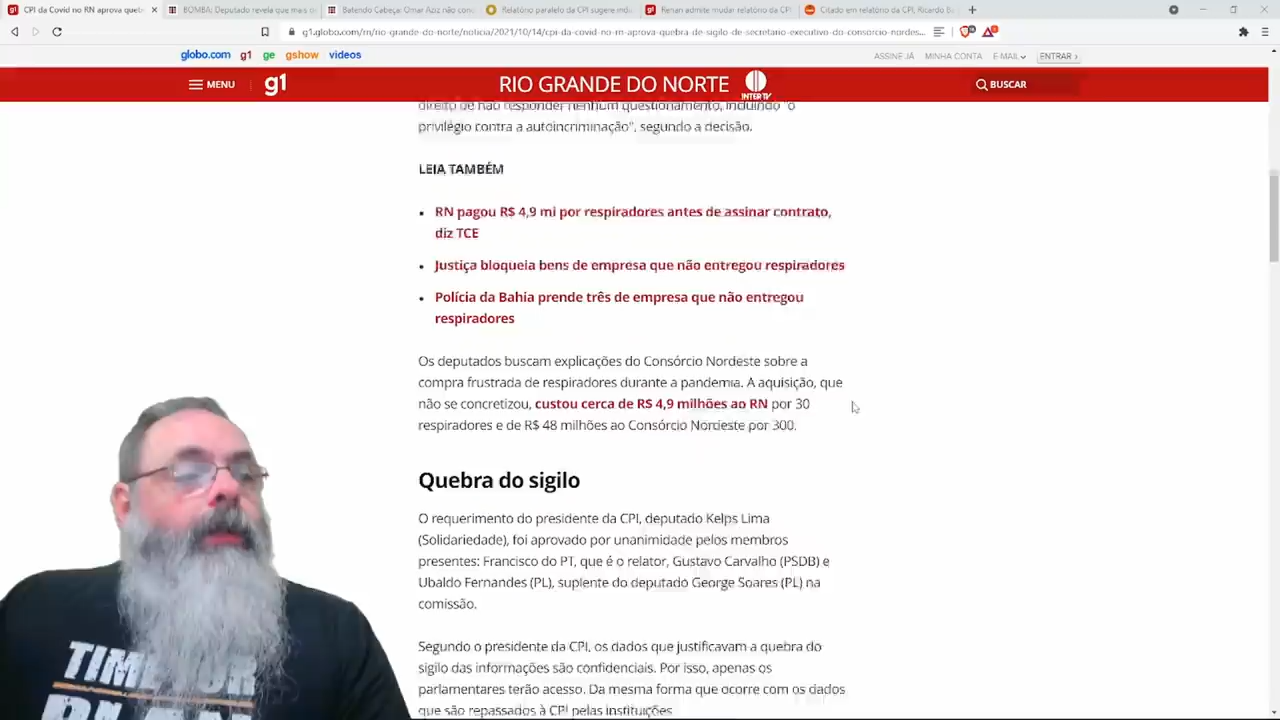 CPI da Covid no RN aprova quebr
BOMBA! Deputado revela que mais o
Batendo Cabeça: Omar Aziz não conc
Relatório paralelo da CPI sugere indi
Renan admite mudar relatório da CPI
Citado em relatório da CPI, Ricardo Ba
g1.globo.com/rn/rio-grande-do-norte/noticia/2021/10/14/cpi-da-covid-no-rn-aprova-quebra-de-sigilo-de-secretario-executivo-do-consorcio-nordes...
globo.com g1 ge gshow videos
ASSINE JÁ MINHA CONTA E-MAIL ENTRAR ›
MENU g1 RIO GRANDE DO NORTE INTER TV BUSCAR
direito de não responder nenhum questionamento, incluindo "o
privilégio contra a autoincriminação", segundo a decisão.
LEIA TAMBÉM
RN pagou R$ 4,9 mi por respiradores antes de assinar contrato,
diz TCE
Justiça bloqueia bens de empresa que não entregou respiradores
Polícia da Bahia prende três de empresa que não entregou
respiradores
Os deputados buscam explicações do Consórcio Nordeste sobre a
compra frustrada de respiradores durante a pandemia. A aquisição, que
não se concretizou, custou cerca de R$ 4,9 milhões ao RN por 30
respiradores e de R$ 48 milhões ao Consórcio Nordeste por 300.
Quebra do sigilo
O requerimento do presidente da CPI, deputado Kelps Lima
(Solidariedade), foi aprovado por unanimidade pelos membros
presentes: Francisco do PT, que é o relator, Gustavo Carvalho (PSDB) e
Ubaldo Fernandes (PL), suplente do deputado George Soares (PL) na
comissão.
Segundo o presidente da CPI, os dados que justificavam a quebra do
sigilo das informações são confidenciais. Por isso, apenas os
parlamentares terão acesso. Da mesma forma que ocorre com os dados
que são repassados à CPI pelas instituições